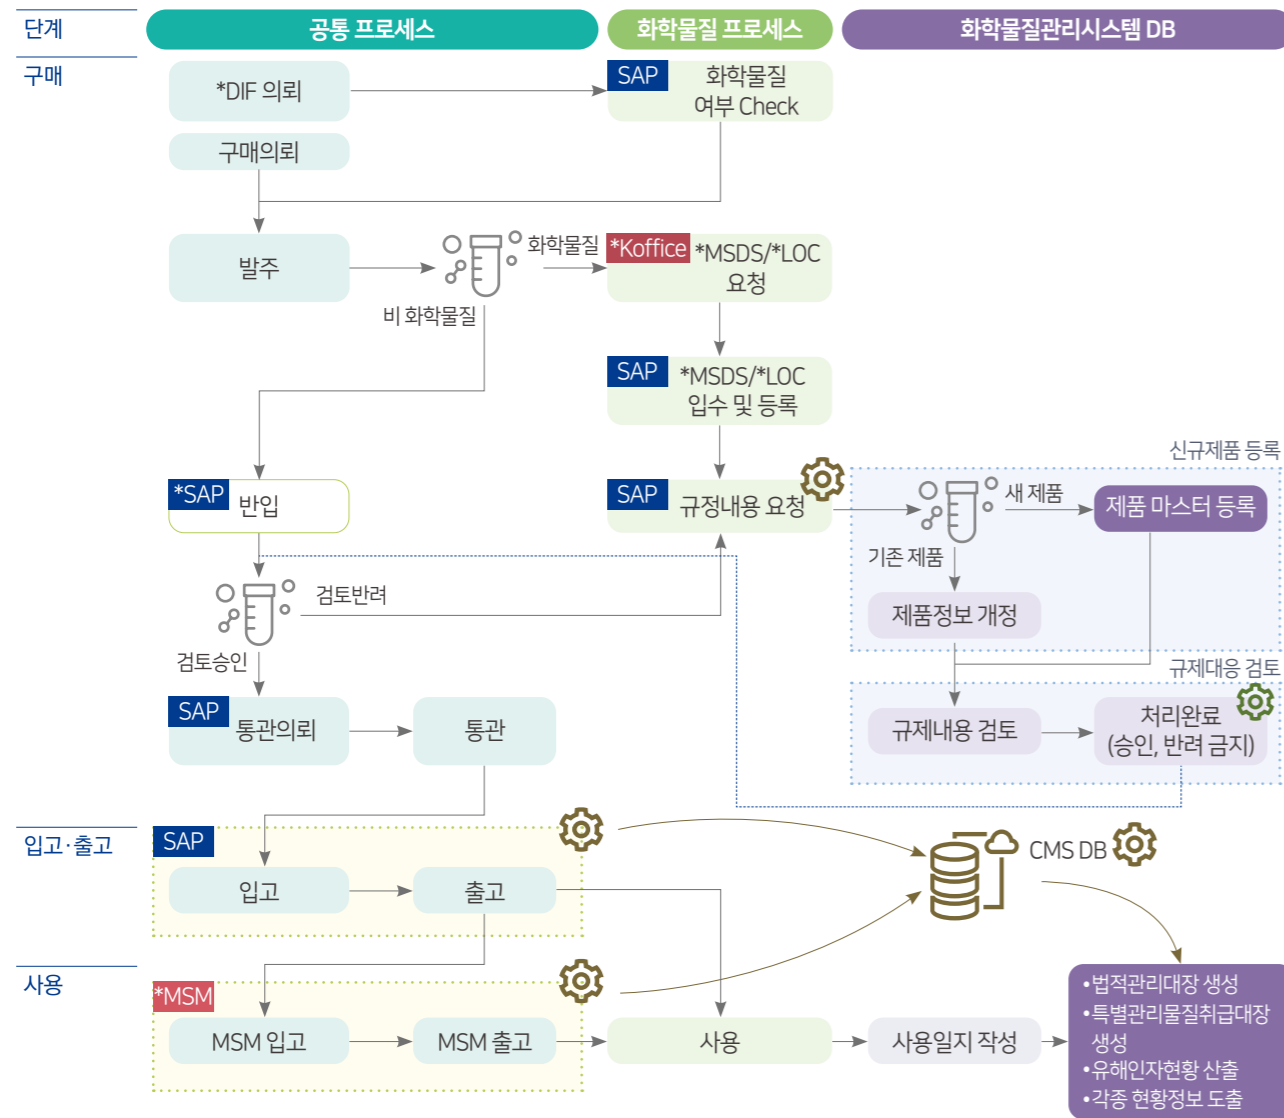 단계
공통 프로세스
화학물질 프로세스
화학물질관리시스템 DB
구매
*DIF 의뢰
SAP
화학물질
여부 Check
구매의뢰
발주
화학물질
비 화학물질
*Koffice
*MSDS/*LOC
요청
SAP
*MSDS/*LOC
입수 및 등록
신규제품 등록
*SAP
반입
SAP
규정내용 요청
새 제품
제품 마스터 등록
기존 제품
제품정보 개정
검토반려
검토승인
규제대응 검토
SAP
통관의뢰
통관
규제내용 검토
처리완료
(승인, 반려 금지)
입고·출고
SAP
입고
출고
CMS DB
사용
*MSM
MSM 입고
MSM 출고
사용
사용일지 작성
•법적관리대장 생성
•특별관리물질취급대장
생성
•유해인자현황 산출
•각종 현황정보 도출